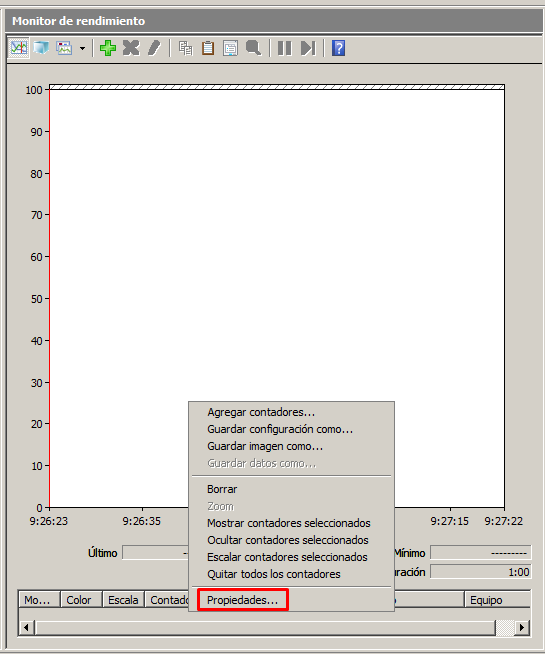 Monitor de rendimiento
100
90
80
70
60
50
40
30
20
10
0
9:26:23
9:26:35
9:27:15
9:27:22
Agregar contadores...
Guardar configuración como...
Guardar imagen como...
Guardar datos como...
Borrar
Zoom
Mostrar contadores seleccionados
Ocultar contadores seleccionados
Escalar contadores seleccionados
Quitar todos los contadores
Propiedades...
Último
--
Mínimo
---------
uración
1:00
Mo...
Color
Escala
Contado
o
Equipo